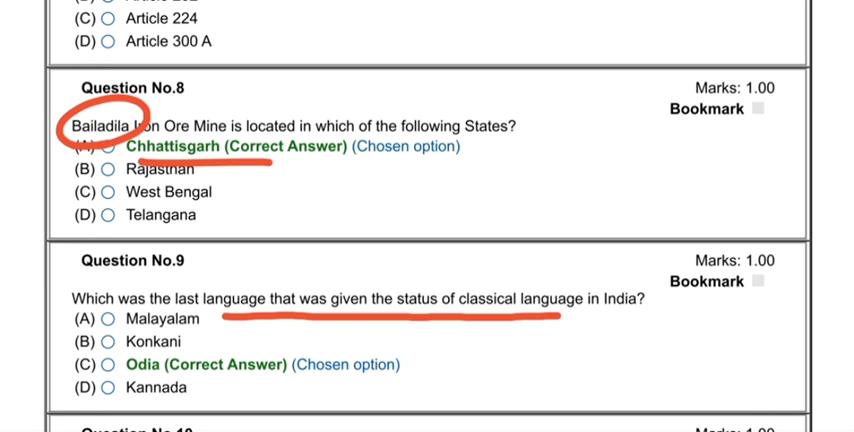 (C) Article 224
(D) Article 300 A
Question No.8
Marks: 1.00
Bookmark
Bailadila Iron Ore Mine is located in which of the following States?
(A) Chhattisgarh (Correct Answer) (Chosen option)
(B) Rajasthan
(C) West Bengal
(D) Telangana
Question No.9
Marks: 1.00
Bookmark
Which was the last language that was given the status of classical language in India?
(A) Malayalam
(B) Konkani
(C) Odia (Correct Answer) (Chosen option)
(D) Kannada